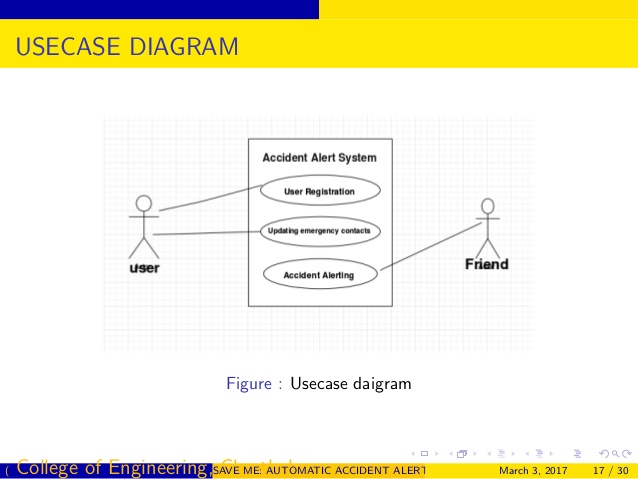 USECASE DIAGRAM
Accident Alert System
User Registration
Updating emergency contacts
Accident Alerting
user
Friend
Figure : Usecase daigram
( College of Engineering, SAVE ME: AUTOMATIC ACCIDENT ALERT March 3, 2017 17 / 30